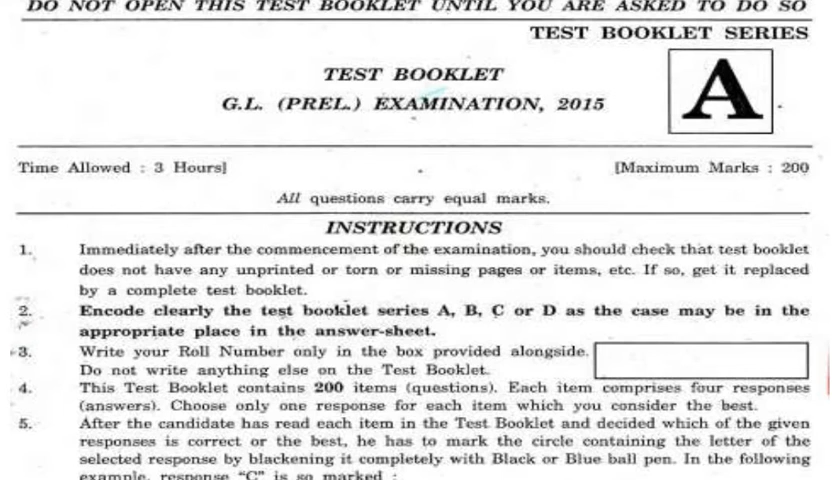 DO NOT OPEN THIS TEST BOOKLET UNTIL YOU ARE ASKED TO DO SO
TEST BOOKLET SERIES
TEST BOOKLET
A
G.L. (PREL.) EXAMINATION, 2015
Time Allowed : 3 Hours] [Maximum Marks : 200
All questions carry equal marks.
INSTRUCTIONS
1. Immediately after the commencement of the examination, you should check that test booklet
does not have any unprinted or torn or missing pages or items, etc. If so, get it replaced
by a complete test booklet.
2. Encode clearly the test booklet series A, B, C or D as the case may be in the
appropriate place in the answer-sheet.
3. Write your Roll Number only in the box provided alongside.
Do not write anything else on the Test Booklet.
4. This Test Booklet contains 200 items (questions). Each item comprises four responses
(answers). Choose only one response for each item which you consider the best.
5. After the candidate has read each item in the Test Booklet and decided which of the given
responses is correct or the best, he has to mark the circle containing the letter of the
selected response by blackening it completely with Black or Blue ball pen. In the following
example, response "C" is so marked :